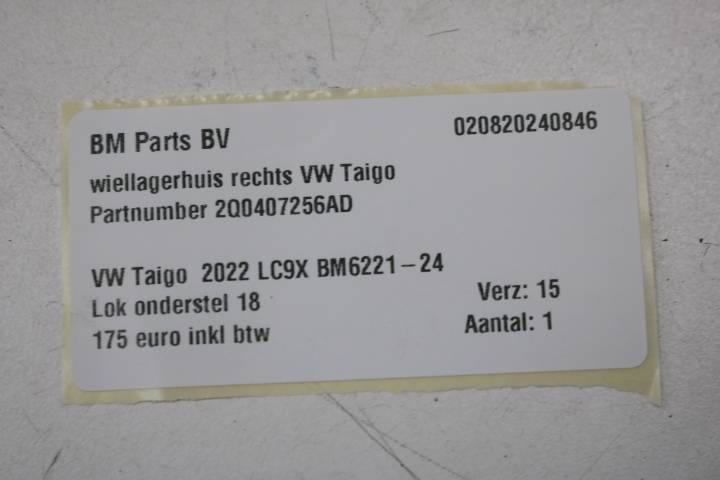 BM Parts BV 020820240846
wiellagerhuis rechts VW Taigo
Partnumber 2Q0407256AD
VW Taigo 2022 LC9X BM6221-24
Lok onderstel 18 Verz: 15
175 euro inkl btw Aantal: 1